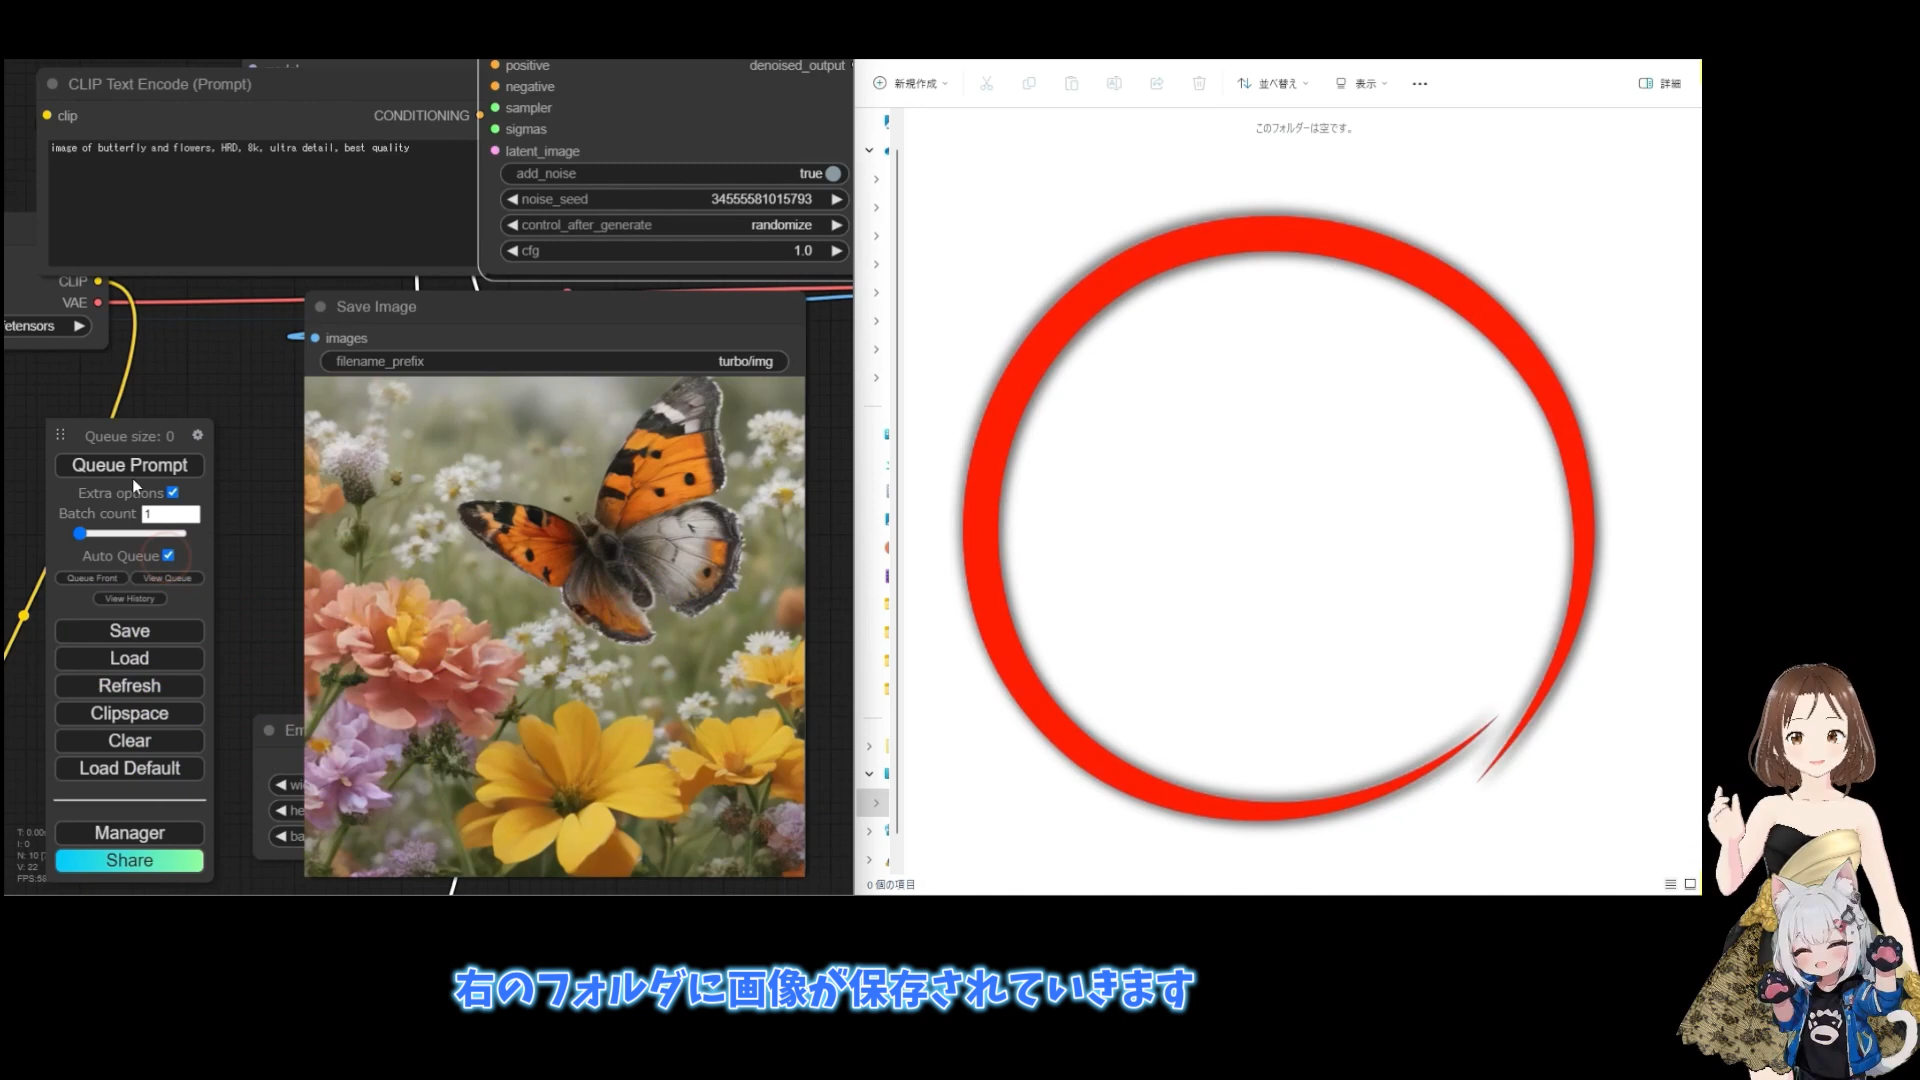 CLIP Text Encode (Prompt)
clip
CONDITIONING
image of butterfly and flowers, HRD, 8k, ultra detail, best quality
positive
denoised_output
negative
sampler
sigmas
latent_image
add_noise
true
noise_seed
34555581015793
control_after_generate
randomize
cfg
1.0
CLIP
VAE
Save Image
images
filename_prefix
turbo/img
Queue size: 0
Queue Prompt
Extra options
Batch count
1
Auto Queue
Queue Front
View Queue
View History
Save
Load
Refresh
Clipspace
Clear
Load Default
Manager
Share
I: 0
V: 22
新規作成
並べ替え
表示
詳細
このフォルダーは空です。
0 個の項目
右のフォルダに画像が保存されていきます